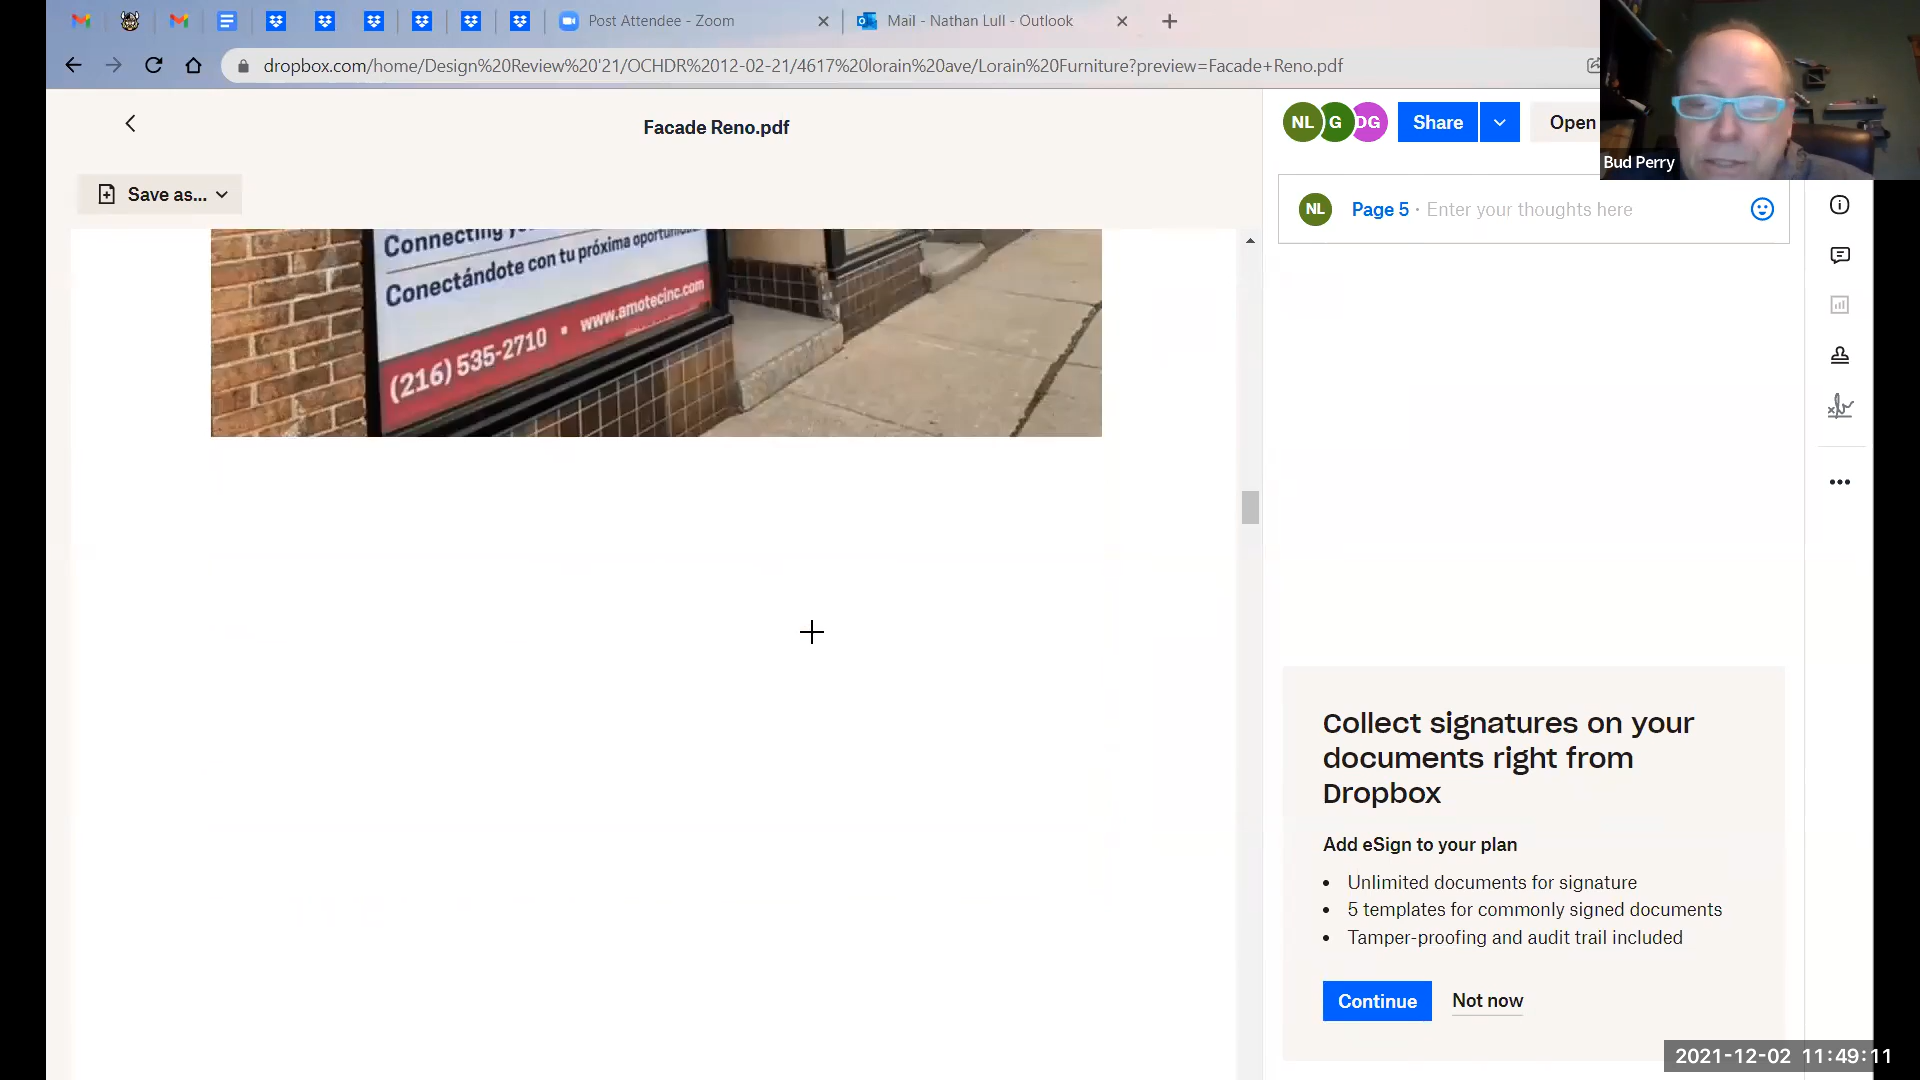 Post Attendee - Zoom
Mail - Nathan Lull - Outlook
dropbox.com/home/Design%20Review%20'21/OCHDR%2012-02-21/4617%20lorain%20ave/Lorain%20Furniture?preview=Facade+Reno.pdf
Facade Reno.pdf
NL G DG
Share
Open
Bud Perry
Save as...
NL
Page 5 · Enter your thoughts here
Connecting
Conectándote con tu próxima
(216) 535-2710 • www.amotecinc.com
Collect signatures on your
documents right from
Dropbox
Add eSign to your plan
• Unlimited documents for signature
• 5 templates for commonly signed documents
• Tamper-proofing and audit trail included
Continue
Not now
2021-12-02 11:49:11